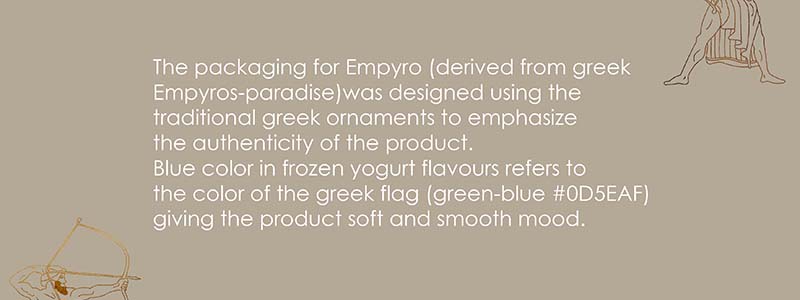 The packaging for Empyro (derived from greek
Empyros-paradise)was designed using the
traditional greek ornaments to emphasize
the authenticity of the product.
Blue color in frozen yogurt flavours refers to
the color of the greek flag (green-blue #0D5EAF)
giving the product soft and smooth mood.